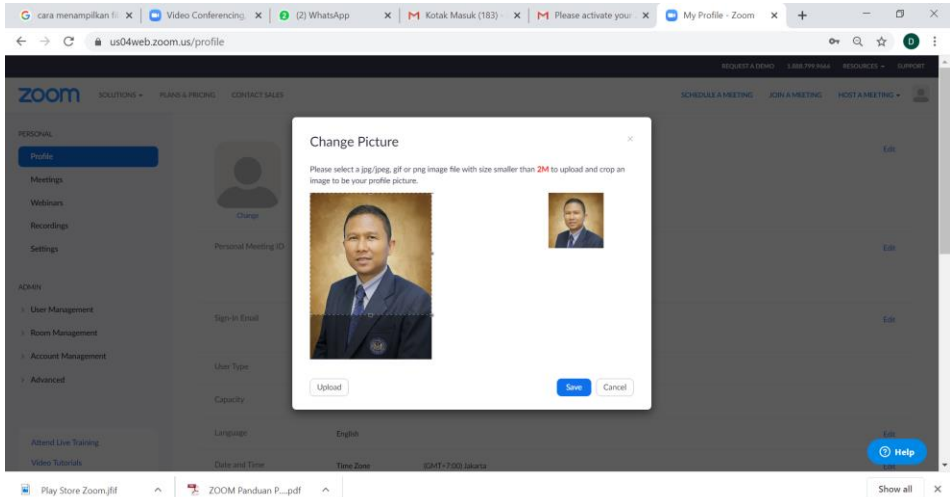 cara menampilkan fo
Video Conferencing,
(2) WhatsApp
Kotak Masuk (183)
Please activate your
My Profile - Zoom
us04web.zoom.us/profile
D
REQUEST A DEMO 1.888.799.9666 RESOURCES SUPPORT
zoom SOLUTIONS PLANS & PRICING CONTACT SALES SCHEDULE A MEETING JOIN A MEETING HOST A MEETING
PERSONAL
Profile
Meetings
Webinars
Recordings
Settings
ADMIN
User Management
Room Management
Account Management
Advanced
Attend Live Training
Video Tutorials
Change
Edit
Change Picture
Please select a jpg/jpeg, gif or png image file with size smaller than 2M to upload and crop an
image to be your profile picture.
Upload
Save
Cancel
Personal Meeting ID
Edit
Sign-In Email
Edit
User Type
Capacity
Language English Edit
Date and Time Time Zone (GMT+7:00) Jakarta Edit
Help
Play Store Zoom.jfif
ZOOM Panduan P....pdf
Show all